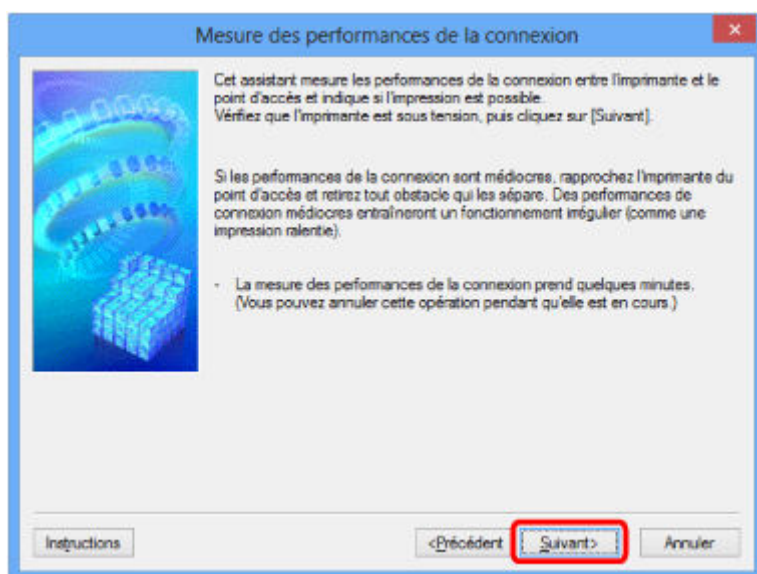 Mesure des performances de la connexion
Cet assistant mesure les performances de la connexion entre l'imprimante et le
point d'accès et indique si l'impression est possible.
Vérifiez que l'imprimante est sous tension, puis cliquez sur [Suivant].
Si les performances de la connexion sont médiocres, rapprochez l'imprimante du
point d'accès et retirez tout obstacle qui les sépare. Des performances de
connexion médiocres entraîneront un fonctionnement irrégulier (comme une
impression ralentie).
- La mesure des performances de la connexion prend quelques minutes.
(Vous pouvez annuler cette opération pendant qu'elle est en cours.)
Instructions
<Précédent
Suivant>
Annuler